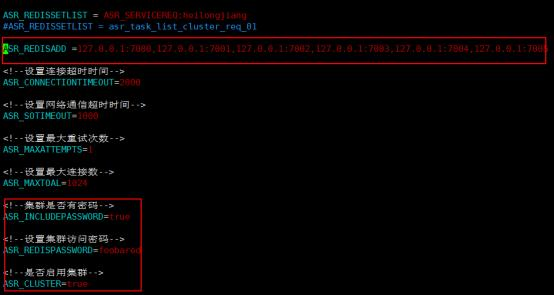 ASR_REDISSETLIST = ASR_SERVICEREQ:heilongjiang
#ASR_REDISSETLIST = asr_task_list_cluster_req_01
ASR_REDISADD =127.0.0.1:7000,127.0.0.1:7001,127.0.0.1:7002,127.0.0.1:7003,127.0.0.1:7004,127.0.0.1:7005
<!--设置连接超时时间-->
ASR_CONNECTIONTIMEOUT=2000
<!--设置网络通信超时时间-->
ASR_SOTIMEOUT=1000
<!--设置最大重试次数-->
ASR_MAXATTEMPTS=1
<!--设置最大连接数-->
ASR_MAXTOAL=1024
<!--集群是否有密码-->
ASR_INCLUDEPASSWORD=true
<!--设置集群访问密码-->
ASR_REDISPASSWORD=foobared
<!--是否启用集群-->
ASR_CLUSTER=true